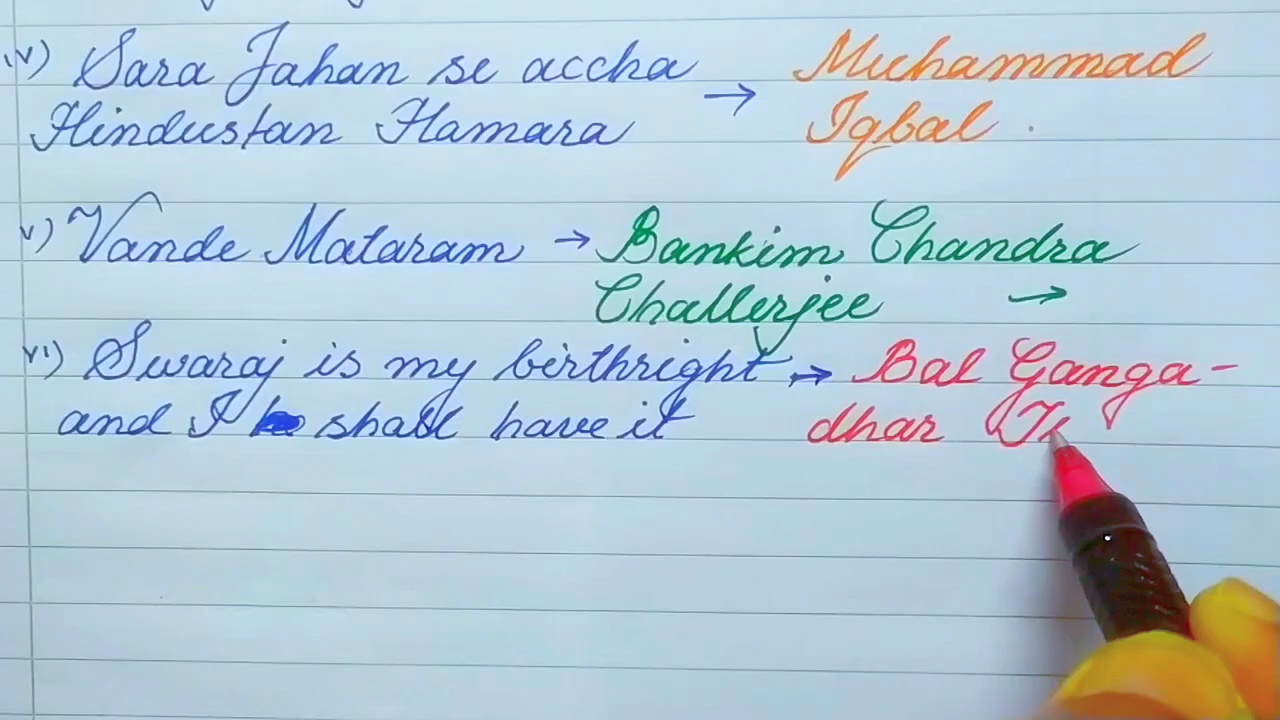 iv) Sara Jahan se accha → Muhammad
Hindustan Hamara Iqbal .
v) Vande Mataram → Bankim Chandra
Challerjee →
vi) Swaraj is my birthright → Bal Ganga-
and I shall have it dhar